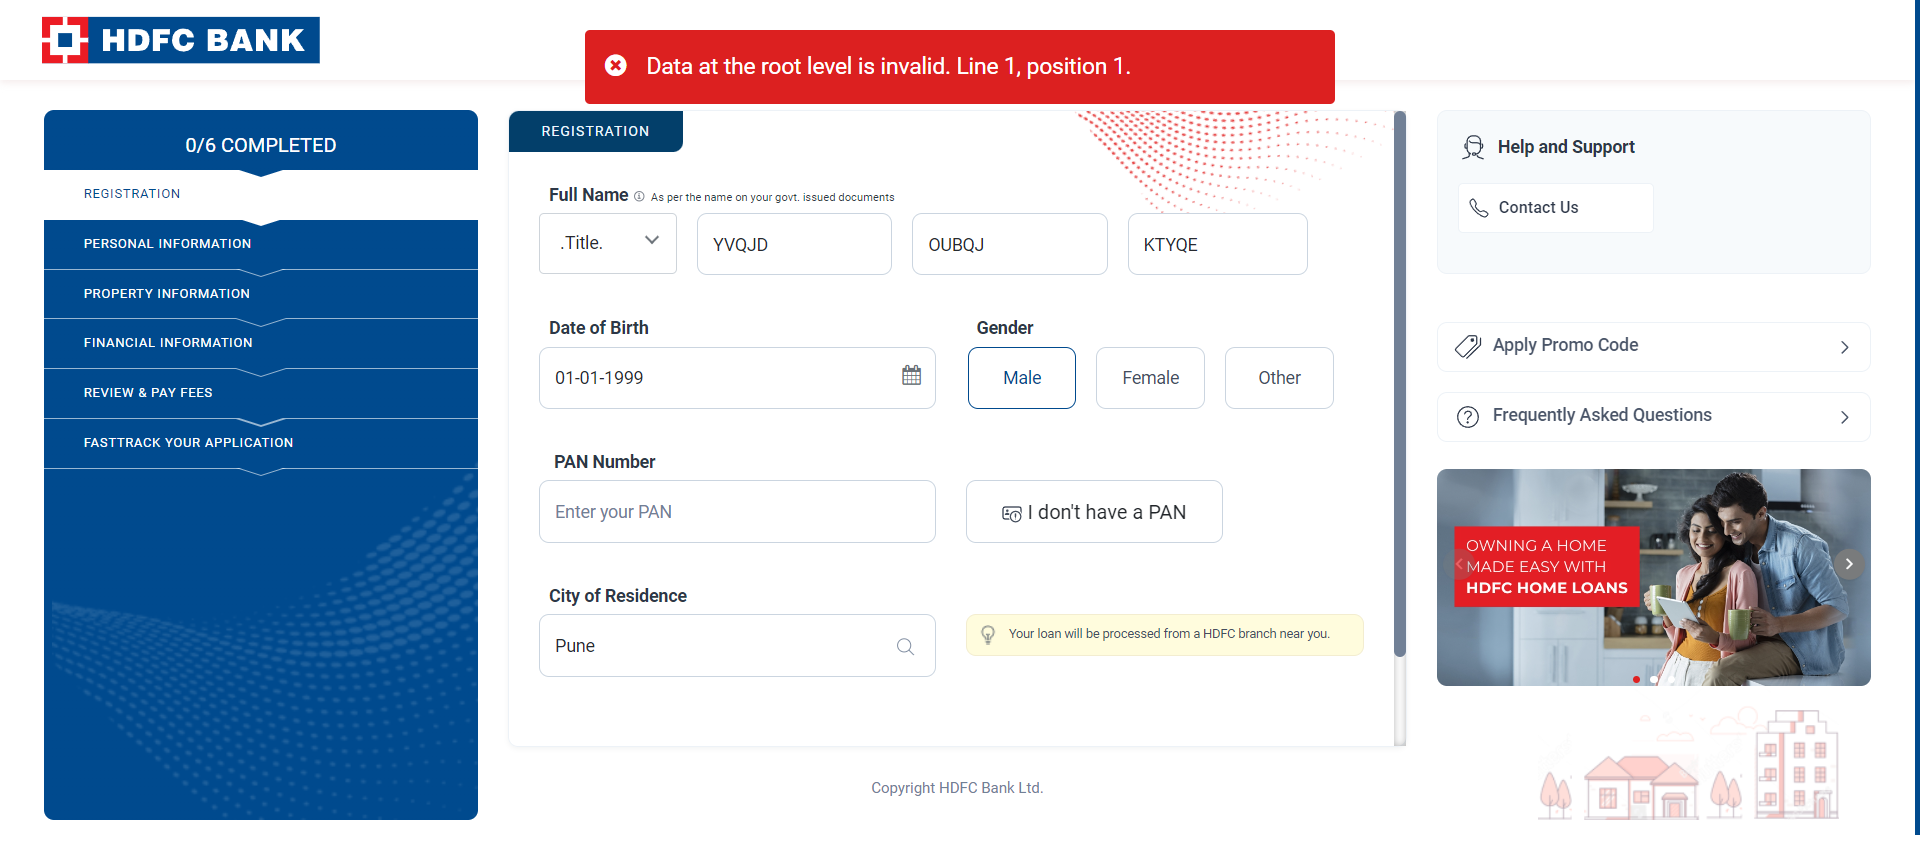 HDFC BANK
Data at the root level is invalid. Line 1, position 1.
0/6 COMPLETED
REGISTRATION
PERSONAL INFORMATION
PROPERTY INFORMATION
FINANCIAL INFORMATION
REVIEW & PAY FEES
FASTTRACK YOUR APPLICATION
REGISTRATION
Full Name As per the name on your govt. issued documents
.Title. YVQJD OUBQJ KTYQE
Date of Birth Gender
01-01-1999 Male Female Other
PAN Number
Enter your PAN I don't have a PAN
City of Residence
Pune Your loan will be processed from a HDFC branch near you.
Copyright HDFC Bank Ltd.
Help and Support
Contact Us
Apply Promo Code
Frequently Asked Questions
OWNING A HOME
MADE EASY WITH
HDFC HOME LOANS